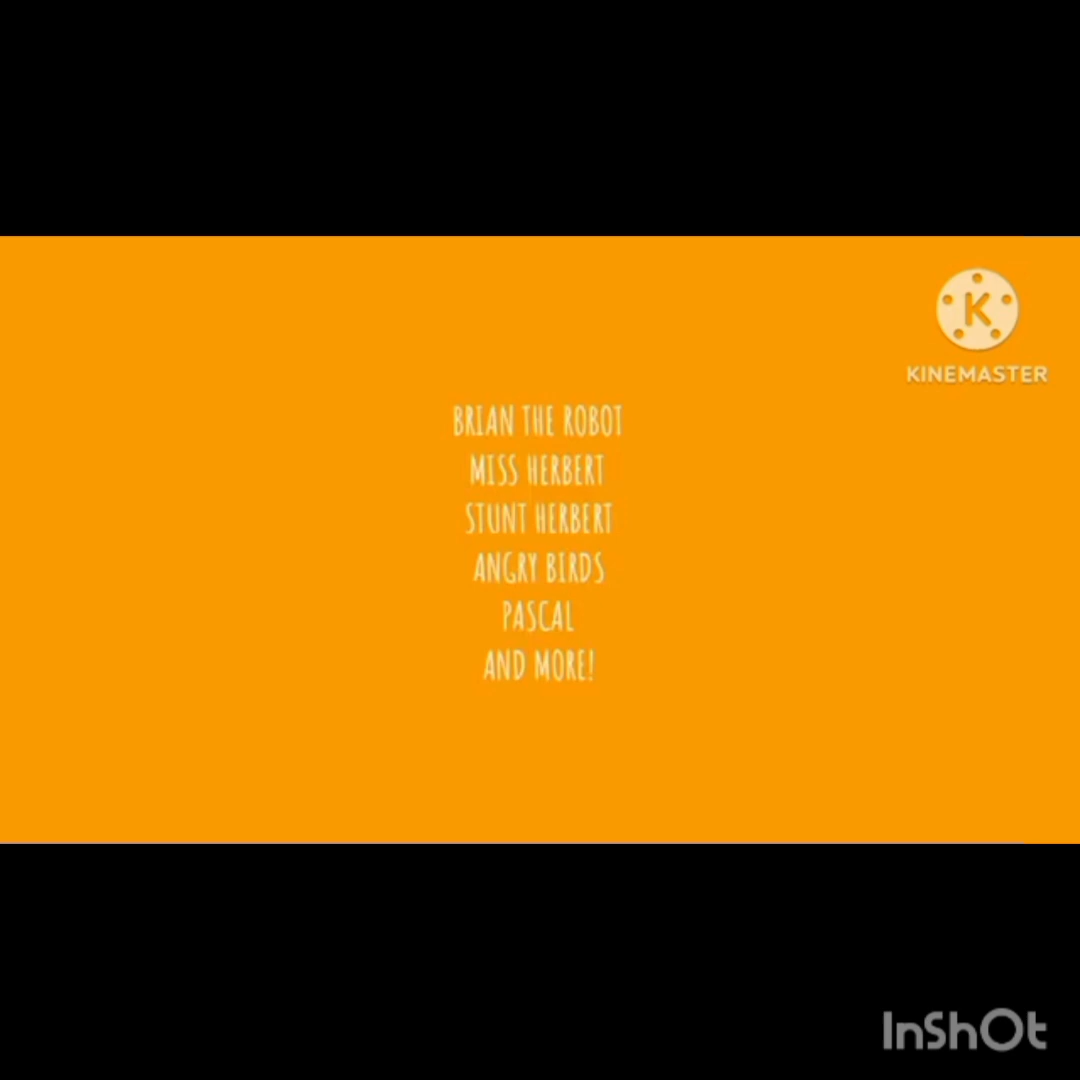 K
KINEMASTER
BRIAN THE ROBOT
MISS HERBERT
STUNT HERBERT
ANGRY BIRDS
PASCAL
AND MORE!
InShOt